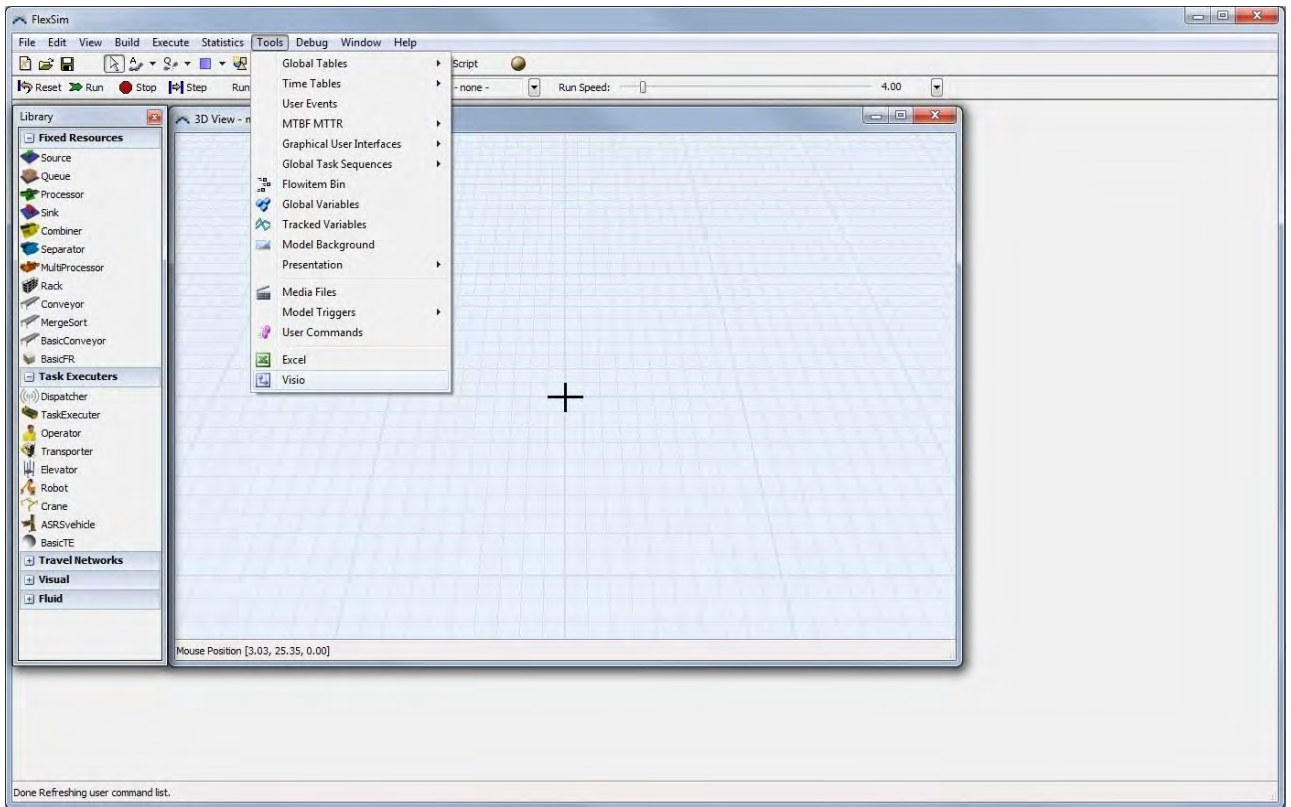 FlexSim
File Edit View Build Execute Statistics Tools Debug Window Help
Script
Reset Run Stop Step Run - none - Run Speed: 4.00
Library
Fixed Resources
Source
Queue
Processor
Sink
Combiner
Separator
MultiProcessor
Rack
Conveyor
MergeSort
BasicConveyor
BasicFR
Task Executers
Dispatcher
TaskExecuter
Operator
Transporter
Elevator
Robot
Crane
ASRSvehicle
BasicTE
Travel Networks
Visual
Fluid
3D View - m
Global Tables
Time Tables
User Events
MTBF MTTR
Graphical User Interfaces
Global Task Sequences
Flowitem Bin
Global Variables
Tracked Variables
Model Background
Presentation
Media Files
Model Triggers
User Commands
Excel
Visio
Mouse Position [3.03, 25.35, 0.00]
Done Refreshing user command list.